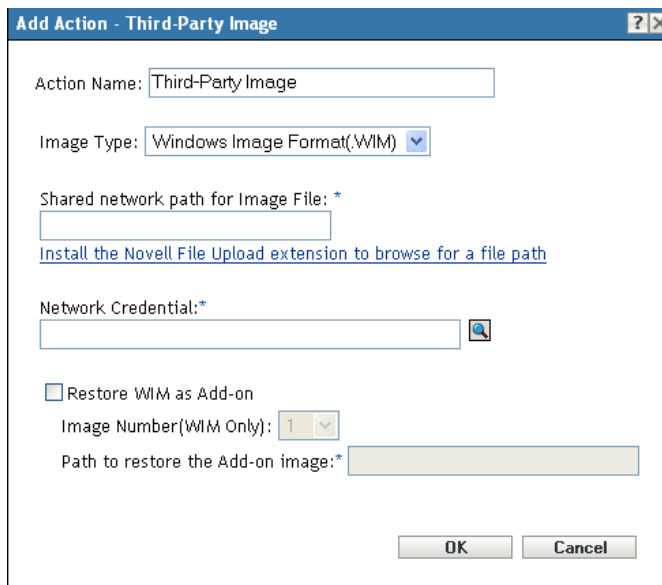 Add Action - Third-Party Image
Action Name: Third-Party Image
Image Type: Windows Image Format(.WIM)
Shared network path for Image File: *
Install the Novell File Upload extension to browse for a file path
Network Credential:*
Restore WIM as Add-on
Image Number(WIM Only): 1
Path to restore the Add-on image:*
OK Cancel